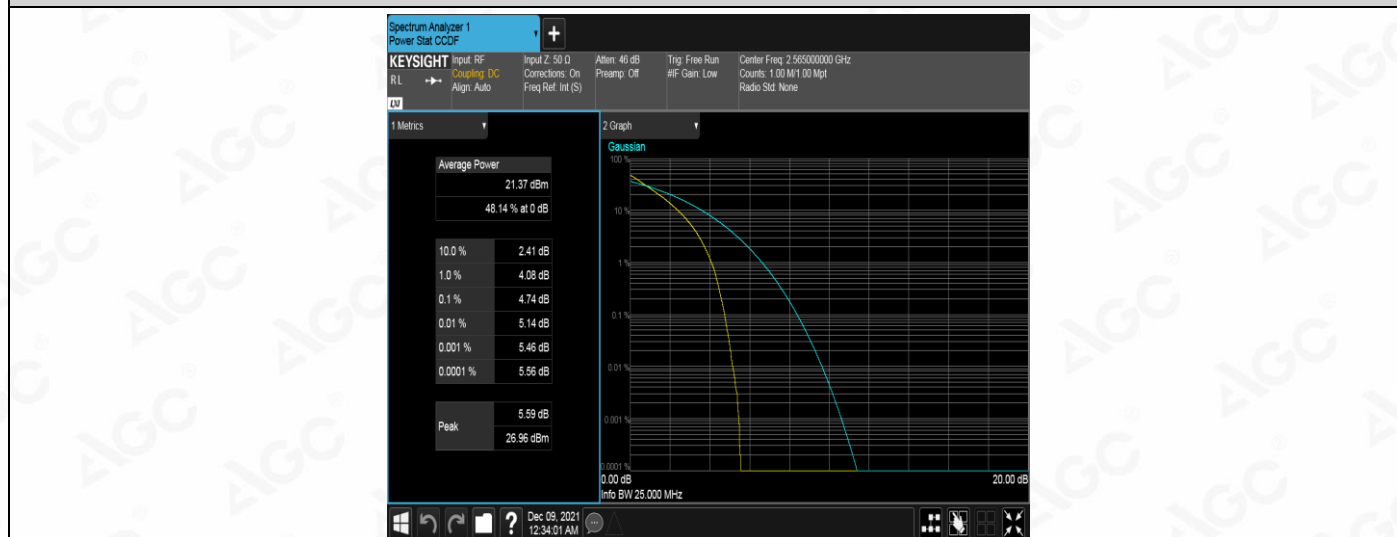 Spectrum Analyzer 1
Power Stat CCDF
KEYSIGHT
RL
LXI
Input: RF
Coupling: DC
Align: Auto
Input Z: 50 Ω
Corrections: On
Freq Ref: Int (S)
Atten: 46 dB
Preamp: Off
Trig: Free Run
#IF Gain: Low
Center Freq: 2.565000000 GHz
Counts: 1.00 M/1.00 Mpt
Radio Std: None
1 Metrics
Average Power
21.37 dBm
48.14 % at 0 dB
10.0 % 2.41 dB
1.0 % 4.08 dB
0.1 % 4.74 dB
0.01 % 5.14 dB
0.001 % 5.46 dB
0.0001 % 5.56 dB
Peak
5.59 dB
26.96 dBm
2 Graph
Gaussian
100 %
10 %
1 %
0.1 %
0.01 %
0.001 %
0.0001 %
0.00 dB
20.00 dB
Info BW 25.000 MHz
Dec 09, 2021
12:34:01 AM
AGC